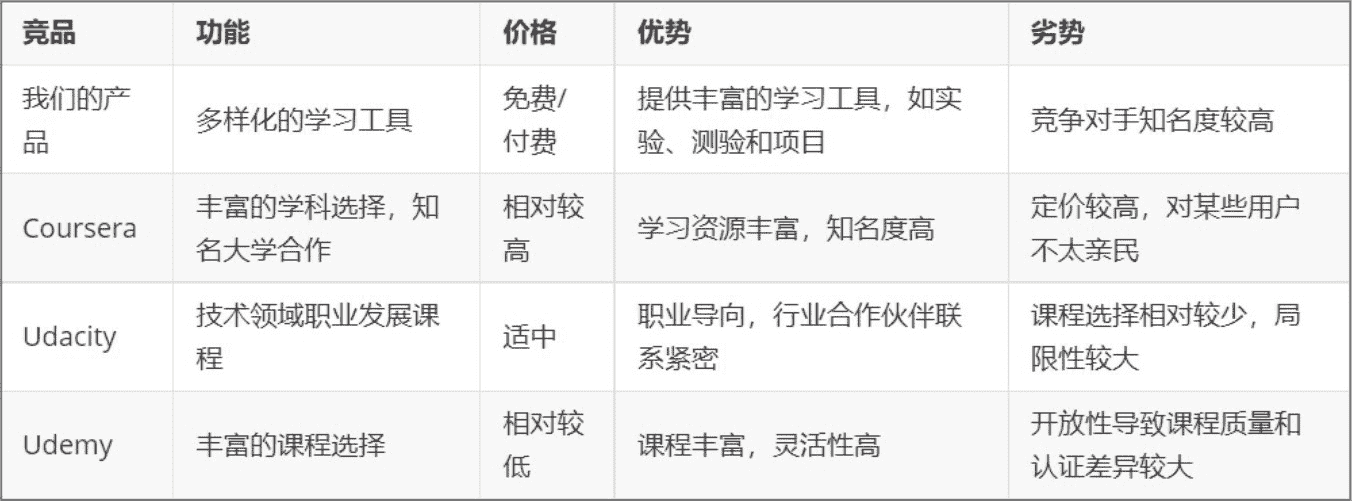 竞品 功能 价格 优势 劣势
我们的产
品
多样化的学习工具
免费/
付费
提供丰富的学习工具，如实
验、测验和项目
竞争对手知名度较高
Coursera
丰富的学科选择，知
名大学合作
相对较
高
学习资源丰富，知名度高
定价较高，对某些用户
不太亲民
Udacity
技术领域职业发展课
程
适中
职业导向，行业合作伙伴联
系紧密
课程选择相对较少，局
限性较大
Udemy
丰富的课程选择
相对较
低
课程丰富，灵活性高
开放性导致课程质量和
认证差异较大